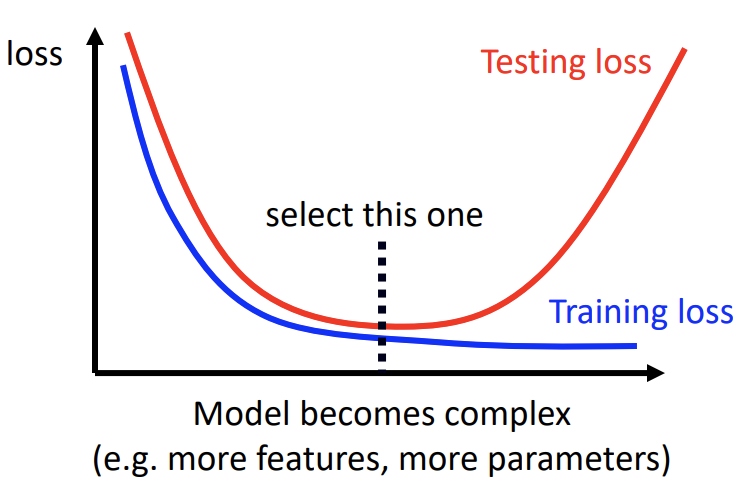 loss
Testing loss
select this one
Training loss
Model becomes complex
(e.g. more features, more parameters)